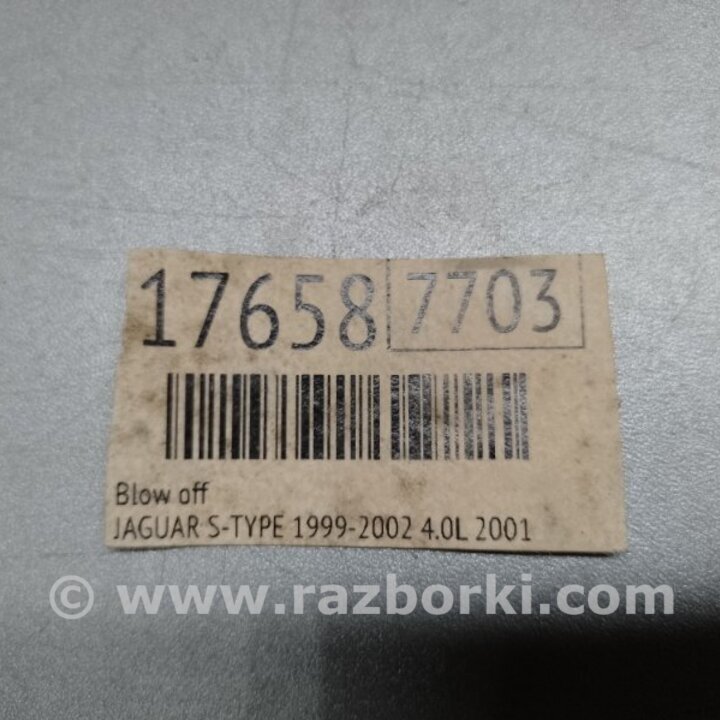 17658 7703
Blow off
JAGUAR S-TYPE 1999-2002 4.0L 2001
© www.razborki.com